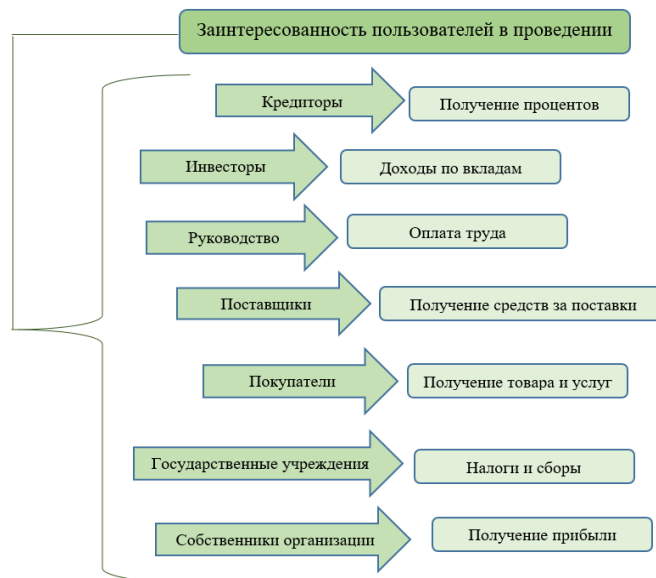 Заинтересованность пользователей в проведении
Кредиторы
Получение процентов
Инвесторы
Доходы по вкладам
Руководство
Оплата труда
Поставщики
Получение средств за поставки
Покупатели
Получение товара и услуг
Государственные учреждения
Налоги и сборы
Собственники организации
Получение прибыли